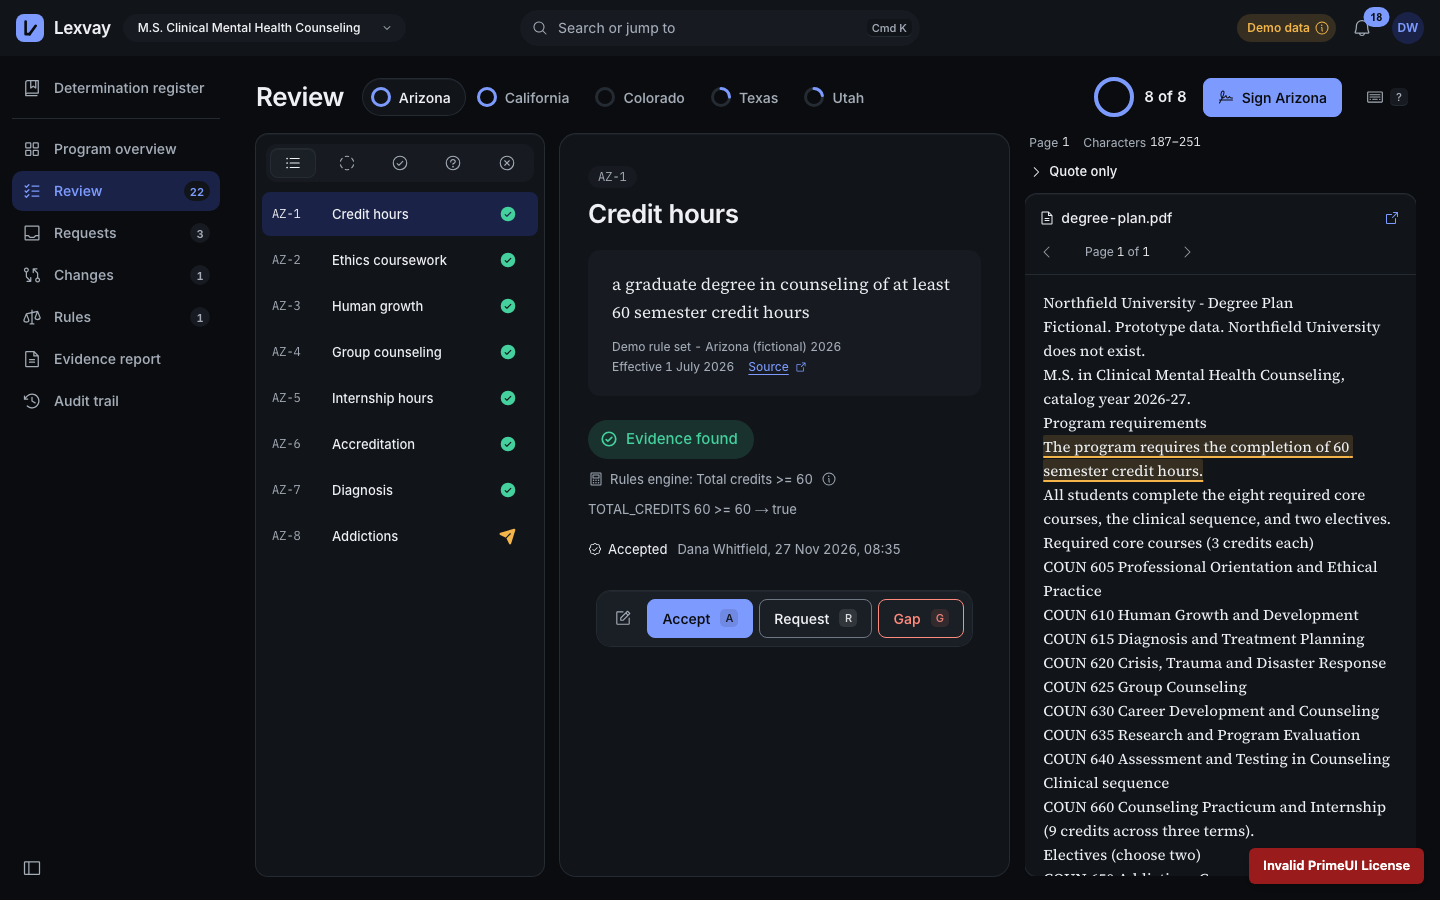 Lexvay
M.S. Clinical Mental Health Counseling
Search or jump to
Cmd K
Demo data
18
DW
Determination register
Program overview
Review
22
Requests
3
Changes
1
Rules
1
Evidence report
Audit trail
Review
Arizona
California
Colorado
Texas
Utah
8 of 8
Sign Arizona
?
AZ-1 Credit hours
AZ-2 Ethics coursework
AZ-3 Human growth
AZ-4 Group counseling
AZ-5 Internship hours
AZ-6 Accreditation
AZ-7 Diagnosis
AZ-8 Addictions
AZ-1
Credit hours
a graduate degree in counseling of at least
60 semester credit hours
Demo rule set - Arizona (fictional) 2026
Effective 1 July 2026 Source
Evidence found
Rules engine: Total credits >= 60
TOTAL_CREDITS 60 >= 60 → true
Accepted Dana Whitfield, 27 Nov 2026, 08:35
Accept A
Request R
Gap G
Page 1 Characters 187–251
Quote only
degree-plan.pdf
Page 1 of 1
Northfield University - Degree Plan
Fictional. Prototype data. Northfield University
does not exist.
M.S. in Clinical Mental Health Counseling,
catalog year 2026-27.
Program requirements
The program requires the completion of 60
semester credit hours.
All students complete the eight required core
courses, the clinical sequence, and two electives.
Required core courses (3 credits each)
COUN 605 Professional Orientation and Ethical
Practice
COUN 610 Human Growth and Development
COUN 615 Diagnosis and Treatment Planning
COUN 620 Crisis, Trauma and Disaster Response
COUN 625 Group Counseling
COUN 630 Career Development and Counseling
COUN 635 Research and Program Evaluation
COUN 640 Assessment and Testing in Counseling
Clinical sequence
COUN 660 Counseling Practicum and Internship
(9 credits across three terms).
Electives (choose two)
Invalid PrimeUI License